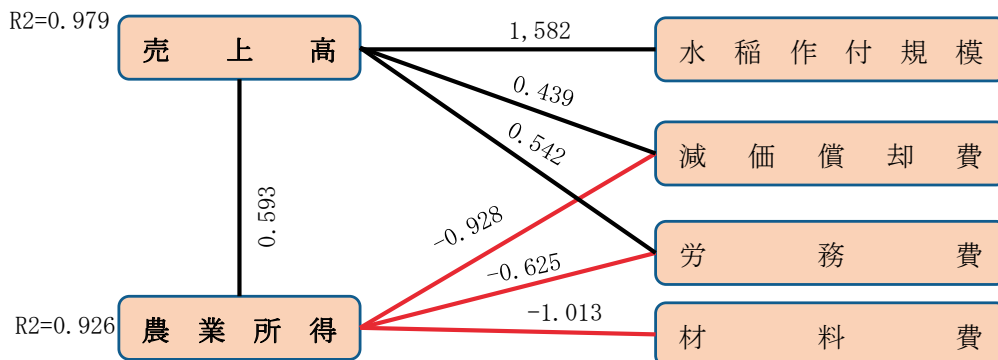 R2=0.979
売上高
1,582
水稲作付規模
0.439
減価償却費
0.542
0.593
-0.928
労務費
-0.625
R2=0.926
農業所得
-1.013
材料費